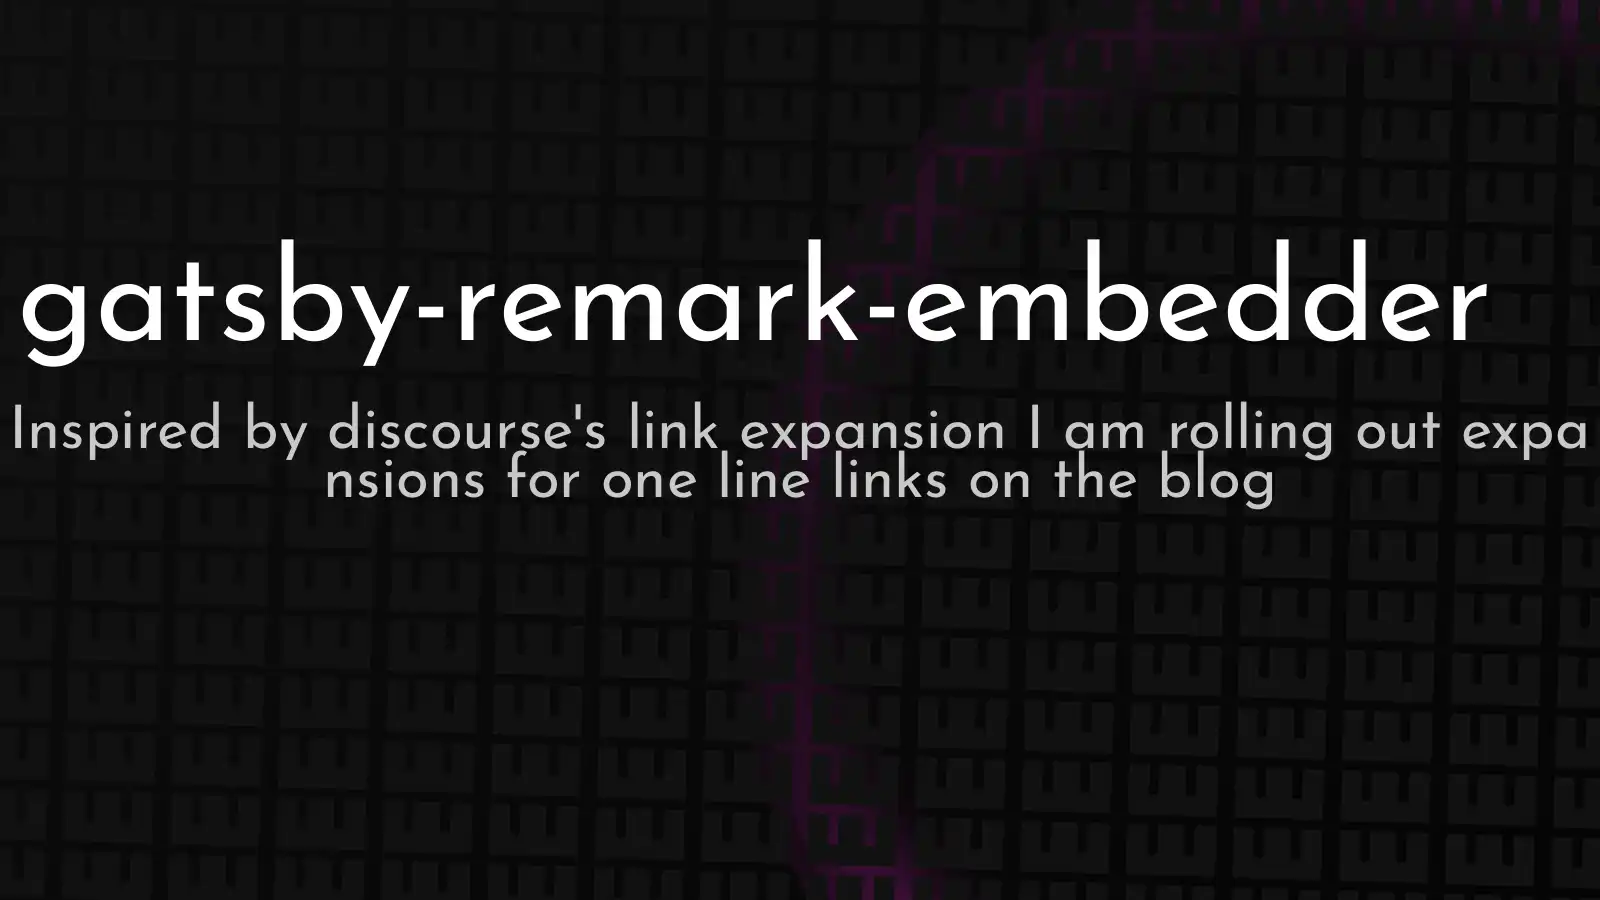 gatsby-remark-embedder
Inspired by discourse's link expansion I am rolling out expa
nsions for one line links on the blog